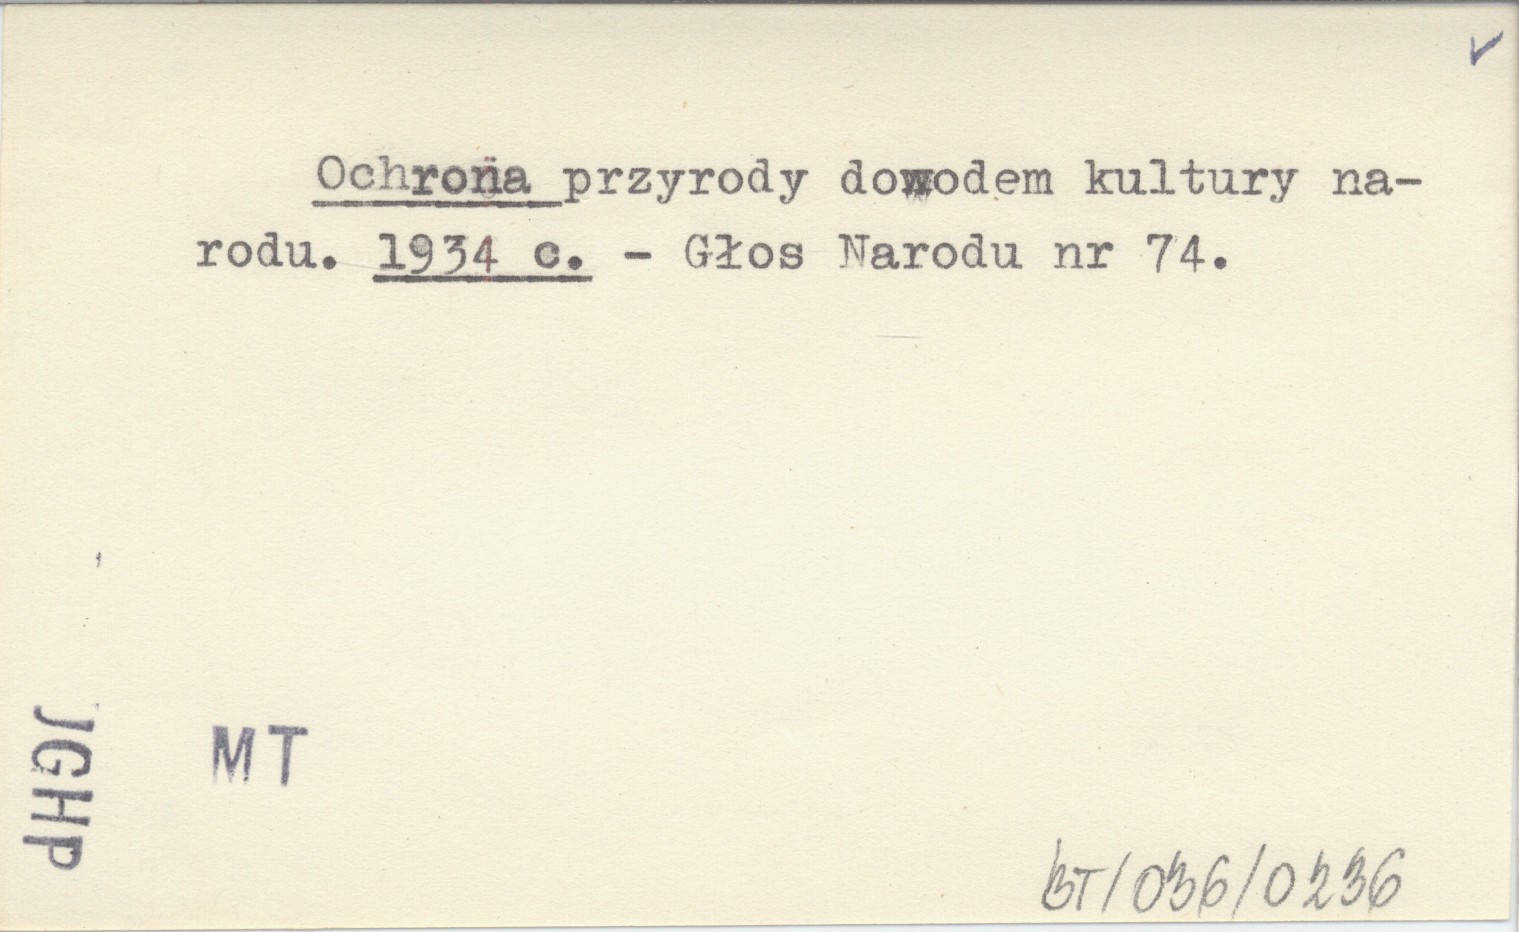 Ochrona przyrody dowodem kultury na-
rodu. 1934 c. - Głos Narodu nr 74.
JGHP
MT
BT/036/0236